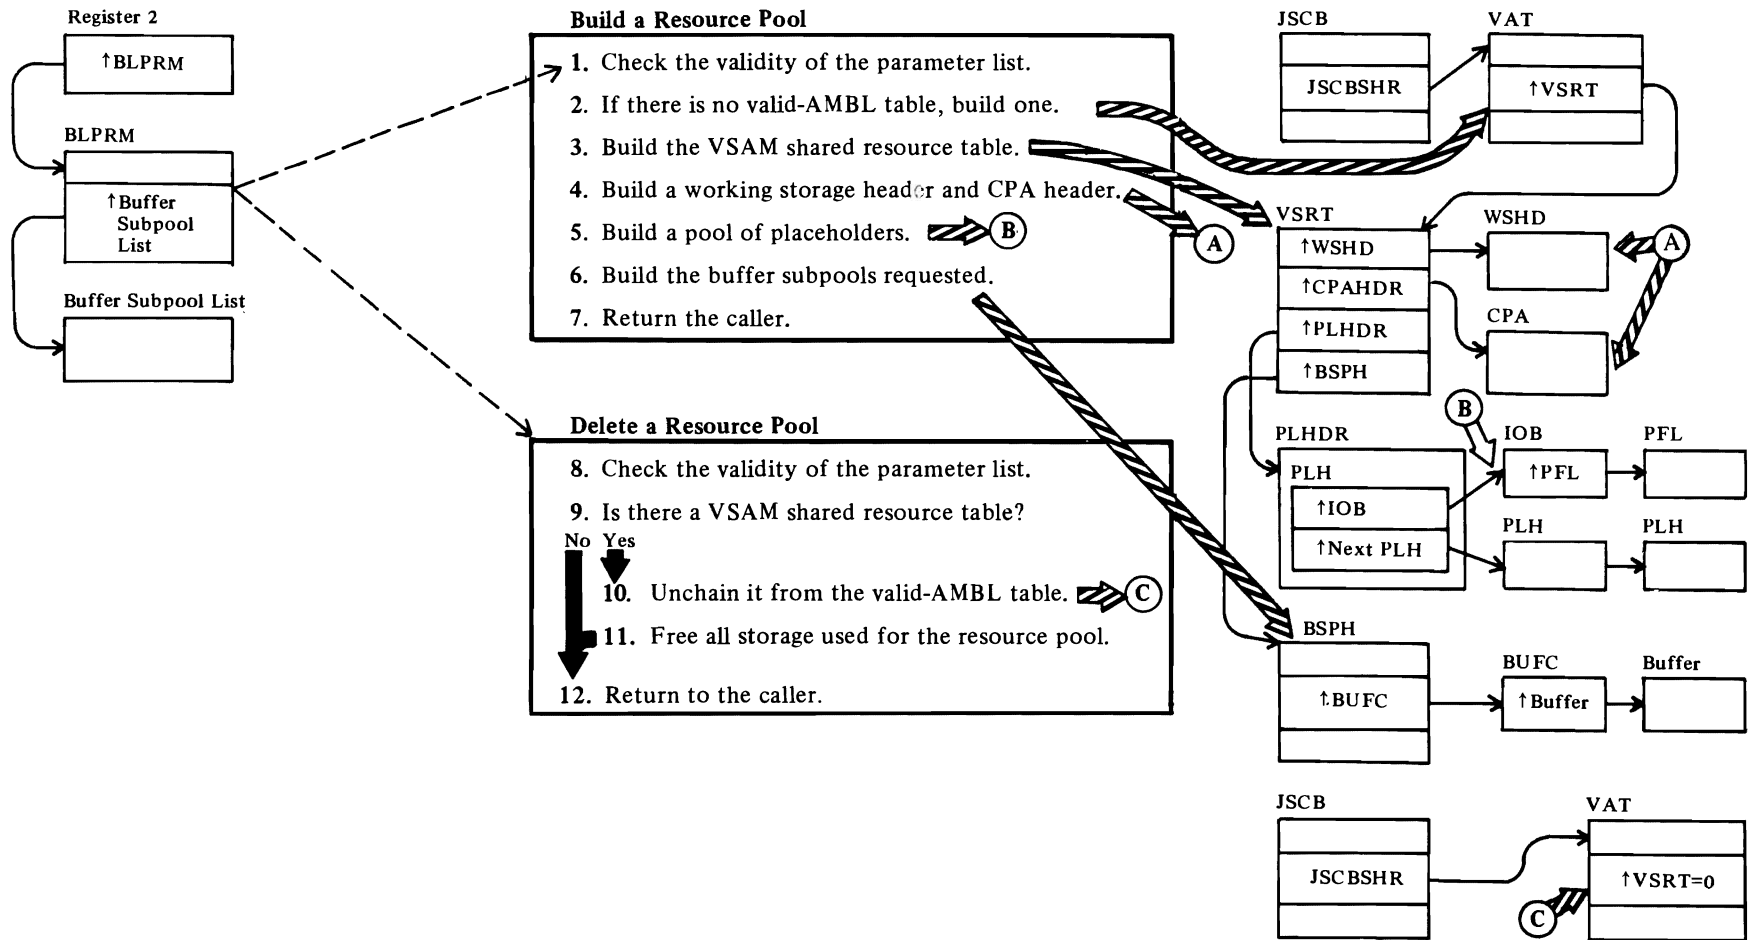 Register 2
↑BLPRM
BLPRM
↑Buffer
Subpool
List
Buffer Subpool List
Build a Resource Pool
1. Check the validity of the parameter list.
2. If there is no valid-AMBL table, build one.
3. Build the VSAM shared resource table.
4. Build a working storage header and CPA header.
A
5. Build a pool of placeholders.
B
6. Build the buffer subpools requested.
7. Return the caller.
Delete a Resource Pool
8. Check the validity of the parameter list.
9. Is there a VSAM shared resource table?
No Yes
10. Unchain it from the valid-AMBL table.
C
11. Free all storage used for the resource pool.
12. Return to the caller.
JSCB
JSCBSHR
VAT
↑VSRT
VSRT
↑WSHD
↑CPAHDR
↑PLHDR
↑BSPH
WSHD
A
CPA
PLHDR
PLH
↑IOB
↑Next PLH
B
IOB
↑PFL
PFL
PLH
PLH
BSPH
↑BUFC
BUFC
↑Buffer
Buffer
JSCB
JSCBSHR
VAT
↑VSRT=0
C